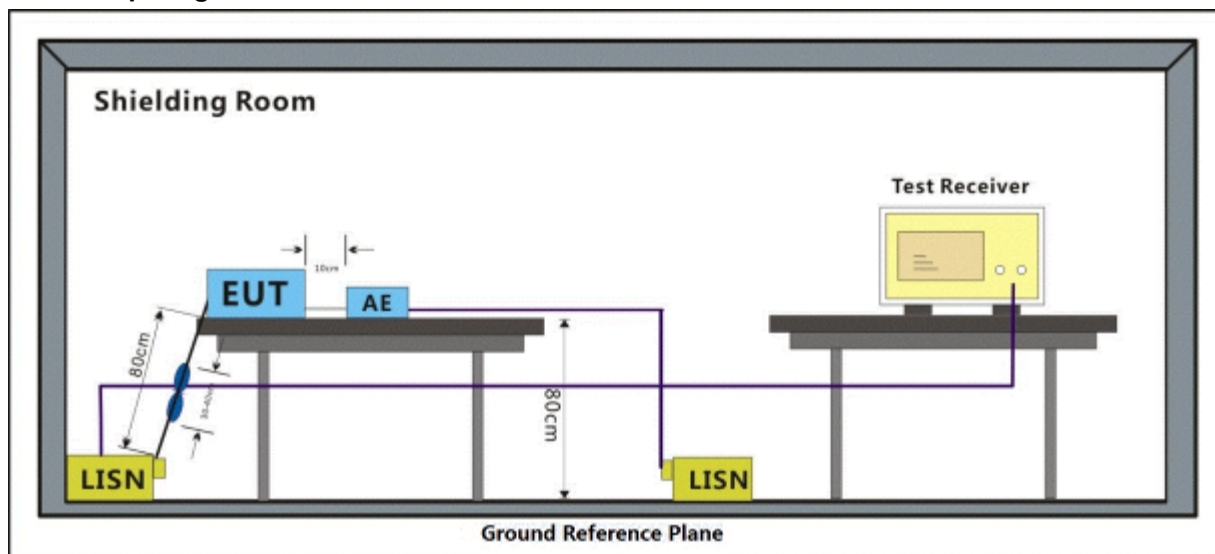 Shielding Room
Test Receiver
10cm
EUT
AE
80cm
80cm
LISN
LISN
Ground Reference Plane